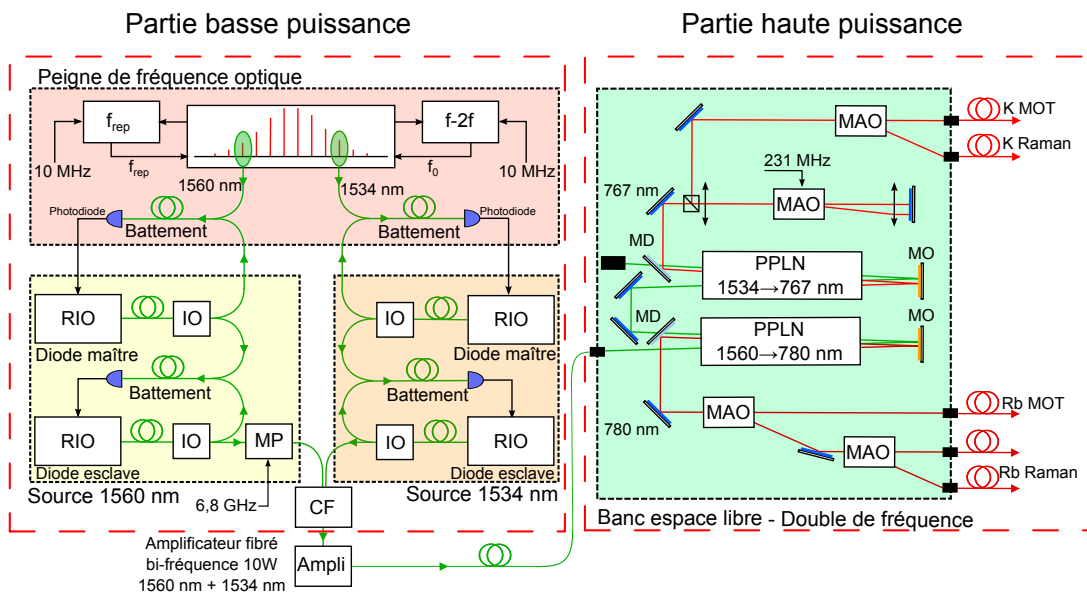 Partie basse puissance
Partie haute puissance
Peigne de fréquence optique
f_rep
f-2f
10 MHz
f_rep
f_0
10 MHz
1560 nm
1534 nm
Photodiode
Battement
Battement
Photodiode
RIO
IO
Diode maître
IO
RIO
Diode maître
Battement
Battement
RIO
IO
MP
Diode esclave
IO
RIO
Diode esclave
Source 1560 nm
Source 1534 nm
6,8 GHz
CF
Amplificateur fibré
bi-fréquence 10W
1560 nm + 1534 nm
Ampli
MAO
K MOT
K Raman
231 MHz
767 nm
MAO
MD
PPLN
1534→767 nm
MO
MD
PPLN
1560→780 nm
MO
780 nm
MAO
Rb MOT
MAO
Rb Raman
Banc espace libre - Double de fréquence